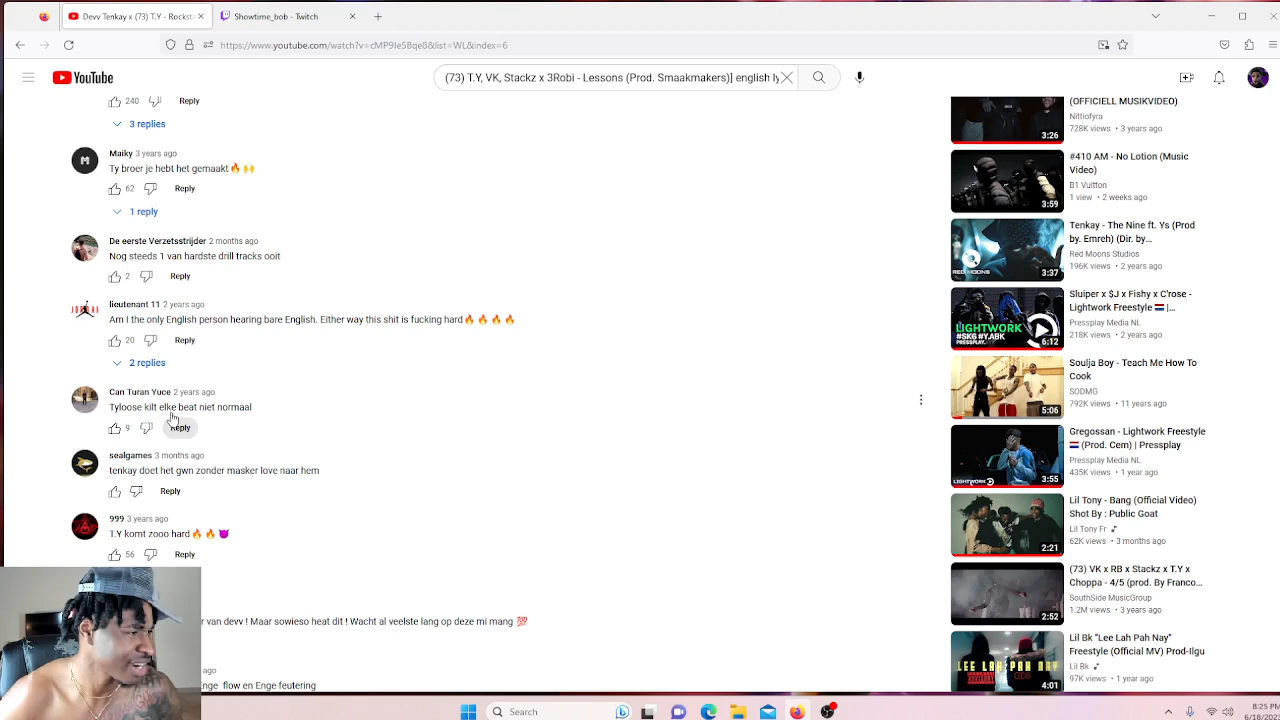 Devv Tenkay x (73) T.Y - Rocksta
Showtime_bob - Twitch
https://www.youtube.com/watch?v=cMP9Ie5Bqe8&list=WL&index=6
YouTube
(73) T.Y, VK, Stackz x 3Robi - Lessons (Prod. Smaakmakers)] english ly
240 Reply
3 replies
Maiky 3 years ago
Ty broer je hebt het gemaakt🔥🙌
62 Reply
1 reply
De eerste Verzetsstrijder 2 months ago
Nog steeds 1 van hardste drill tracks ooit
2 Reply
JORDAN
lieutenant 11 2 years ago
Am I the only English person hearing bare English. Either way this shit is fucking hard🔥🔥🔥🔥
20 Reply
2 replies
Can Turan Yuce 2 years ago
Tyloose kilt elke beat niet normaal
9 Reply
sealgames 3 months ago
tenkay doet het gwn zonder masker love naar hem
Reply
999 3 years ago
T.Y komt zooo hard🔥🔥😈
56 Reply
van devv ! Maar sowieso heat dit ! Wacht al veelste lang op deze mi mang 💯
ago
Enge flow en Enge feutering
(OFFICIELL MUSIKVIDEO)
Nittiofyra
728K views • 3 years ago
3:26
#410 AM - No Lotion (Music
Video)
B1 Vuitton
1 view • 2 weeks ago
3:59
Tenkay - The Nine ft. Ys (Prod
by. Emreh) (Dir. by...
Red Moons Studios
196K views • 2 years ago
RED MOONS
3:37
Sluiper x $J x Fishy x C'rose -
Lightwork Freestyle 🇳🇱 |...
Pressplay Media NL
218K views • 2 years ago
LIGHTWORK
#SK6 #Y.ABK
PRESSPLAY.
6:12
Soulja Boy - Teach Me How To
Cook
SODMG
792K views • 11 years ago
5:06
Gregossan - Lightwork Freestyle
🇳🇱 (Prod. Cem) | Pressplay
Pressplay Media NL
435K views • 1 year ago
LIGHTWORK
3:55
Lil Tony - Bang (Official Video)
Shot By : Public Goat
Lil Tony Fr
62K views • 3 months ago
2:21
(73) VK x RB x Stackz x T.Y x
Choppa - 4/5 (prod. By Franco...
SouthSide MusicGroup
1.2M views • 3 years ago
2:52
Lil Bk "Lee Lah Pah Nay"
Freestyle (Official MV) Prod-Ilgu
Lil Bk
97K views • 1 year ago
LEE LAH PAH NAY
4:01
Search
8:25 PM